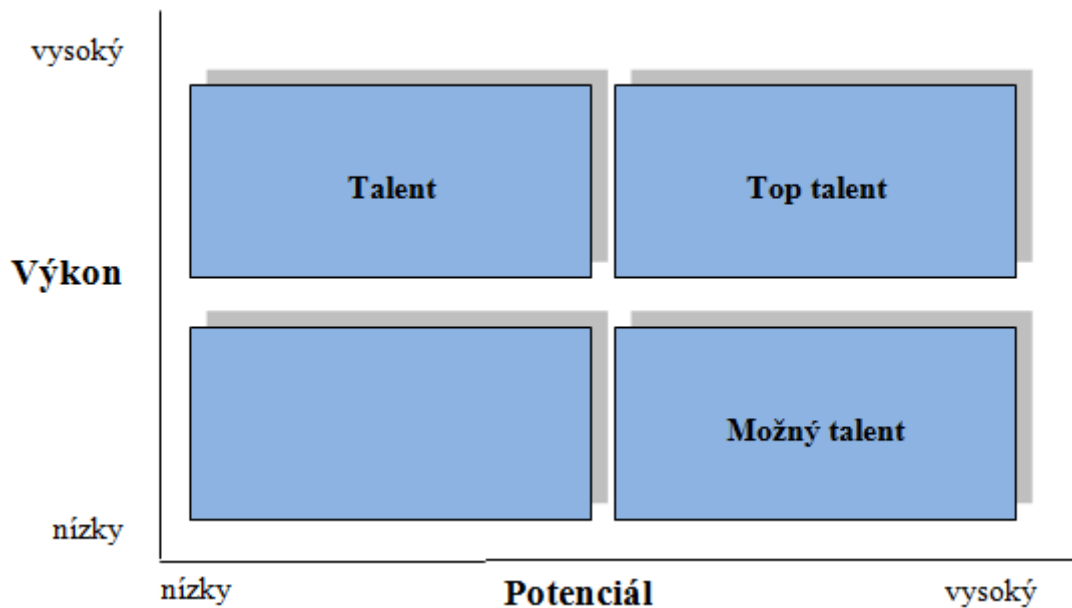 vysoký
Talent
Top talent
Výkon
Možný talent
nízky
nízky
Potenciál
vysoký